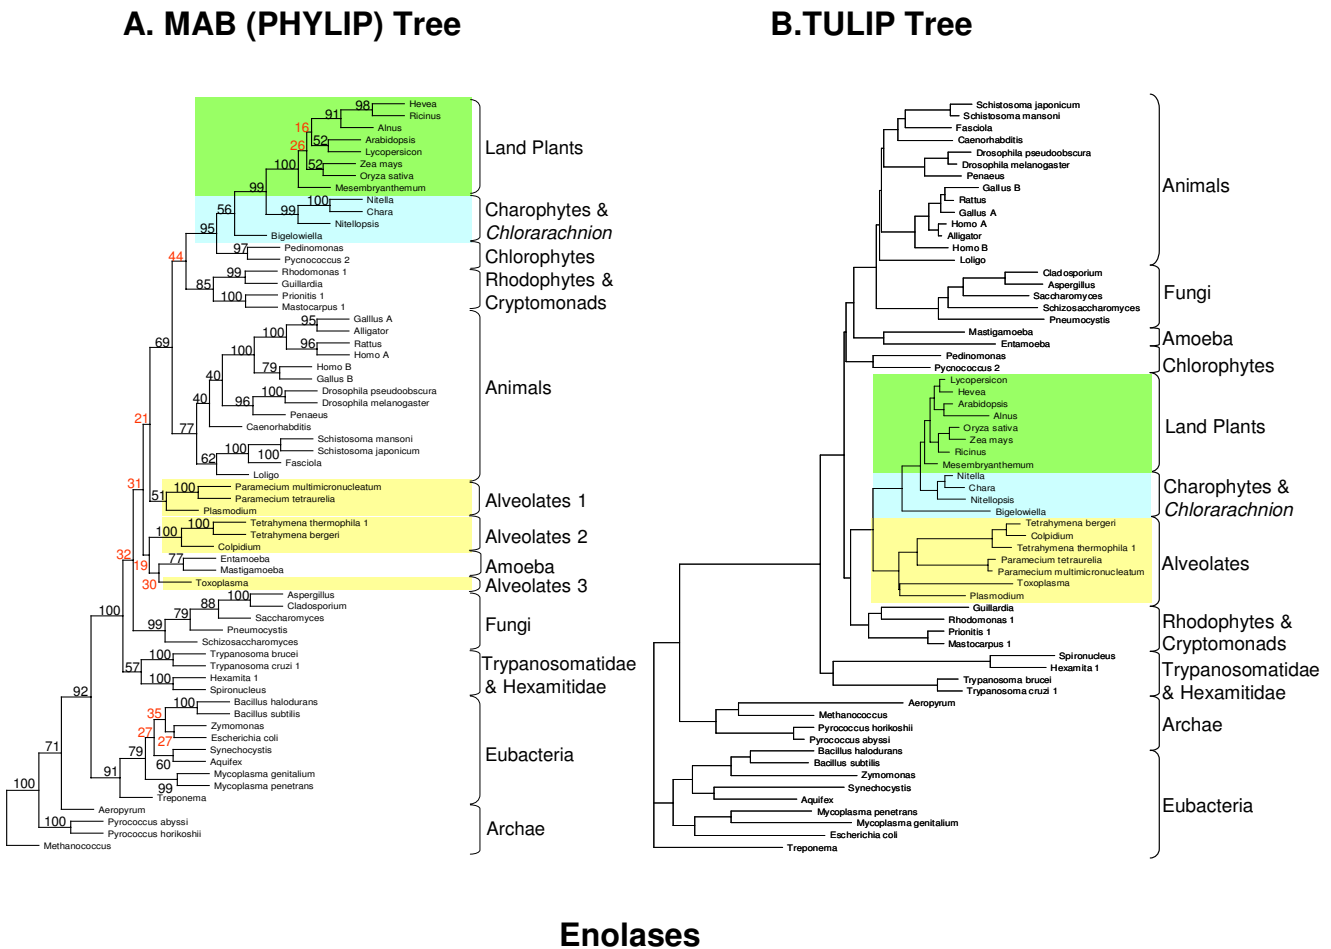 A. MAB (PHYLIP) Tree
98
Hevea
91
Ricinus
16
Alnus
52
Arabidopsis
26
Lycopersicon
100
52
Zea mays
Oryza sativa
99
Mesembryanthemum
Land Plants
100
Nitella
56
99
Chara
Nitellopsis
95
Bigelowiella
Charophytes &
Chlorarachnion
97
Pedinomonas
Pycnococcus 2
Chlorophytes
44
99
Rhodomonas 1
85
Guillardia
100
Prionitis 1
Mastocarpus 1
Rhodophytes &
Cryptomonads
69
95
Galllus A
100
Alligator
96
Rattus
100
Homo A
79
Homo B
40
Gallus B
100
Drosophila pseudoobscura
96
Drosophila melanogaster
40
Penaeus
77
Caenorhabditis
100
Schistosoma mansoni
100
Schistosoma japonicum
62
Fasciola
Loligo
Animals
21
31
100
Paramecium multimicronucleatum
51
Paramecium tetraurelia
Plasmodium
Alveolates 1
100
Tetrahymena thermophila 1
100
Tetrahymena bergeri
Colpidium
Alveolates 2
32
19
77
Entamoeba
Mastigamoeba
Amoeba
30
Toxoplasma
Alveolates 3
100
Aspergillus
88
Cladosporium
79
Saccharomyces
99
Pneumocystis
Schizosaccharomyces
Fungi
100
57
100
Trypanosoma brucei
Trypanosoma cruzi 1
100
Hexamita 1
Spironucleus
Trypanosomatidae
& Hexamitidae
92
100
Bacillus halodurans
35
Bacillus subtilis
27
Zymomonas
27
Escherichia coli
79
Synechocystis
60
Aquifex
91
Mycoplasma genitalium
99
Mycoplasma penetrans
Treponema
Eubacteria
71
100
Aeropyrum
100
Pyrococcus abyssi
Pyrococcus horikoshii
Methanococcus
Archae
B.TULIP Tree
Schistosoma japonicum
Schistosoma mansoni
Fasciola
Caenorhabditis
Drosophila pseudoobscura
Drosophila melanogaster
Penaeus
Gallus B
Rattus
Gallus A
Homo A
Alligator
Homo B
Loligo
Animals
Cladosporium
Aspergillus
Saccharomyces
Schizosaccharomyces
Pneumocystis
Fungi
Mastigamoeba
Entamoeba
Amoeba
Pedinomonas
Pycnococcus 2
Chlorophytes
Lycopersicon
Hevea
Arabidopsis
Alnus
Oryza sativa
Zea mays
Ricinus
Mesembryanthemum
Land Plants
Nitella
Chara
Nitellopsis
Bigelowiella
Charophytes &
Chlorarachnion
Tetrahymena bergeri
Colpidium
Tetrahymena thermophila 1
Paramecium tetraurelia
Paramecium multimicronucleatum
Toxoplasma
Plasmodium
Alveolates
Guillardia
Rhodomonas 1
Prionitis 1
Mastocarpus 1
Rhodophytes &
Cryptomonads
Spironucleus
Hexamita 1
Trypanosoma brucei
Trypanosoma cruzi 1
Trypanosomatidae
& Hexamitidae
Aeropyrum
Methanococcus
Pyrococcus horikoshii
Pyrococcus abyssi
Archae
Bacillus halodurans
Bacillus subtilis
Zymomonas
Synechocystis
Aquifex
Mycoplasma penetrans
Mycoplasma genitalium
Escherichia coli
Treponema
Eubacteria
Enolases